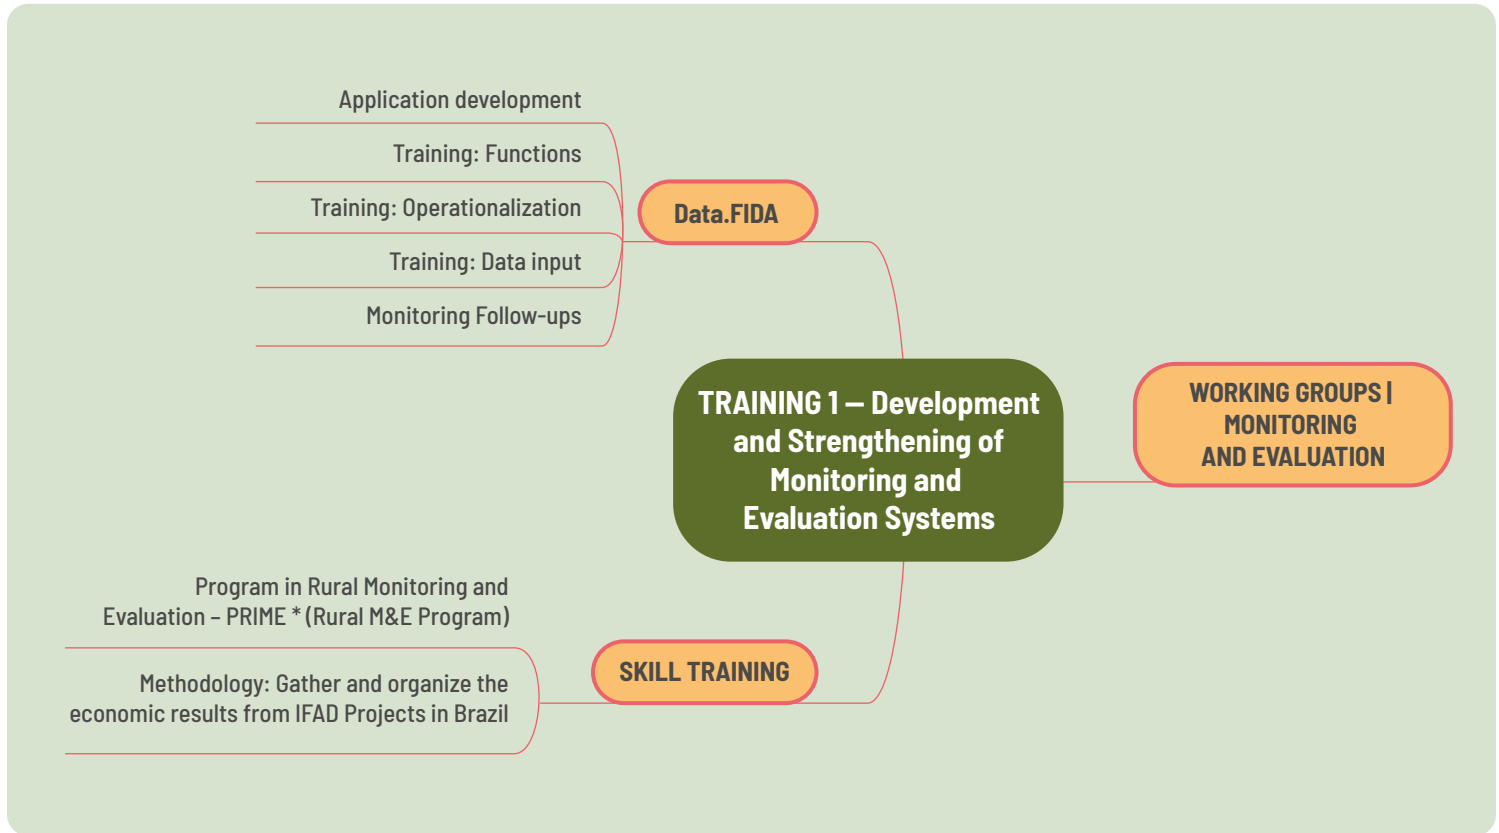 Application development
Training: Functions
Training: Operationalization
Training: Data input
Monitoring Follow-ups
Data.FIDA
TRAINING 1 – Development
and Strengthening of
Monitoring and
Evaluation Systems
WORKING GROUPS |
MONITORING
AND EVALUATION
Program in Rural Monitoring and
Evaluation – PRIME * (Rural M&E Program)
Methodology: Gather and organize the
economic results from IFAD Projects in Brazil
SKILL TRAINING